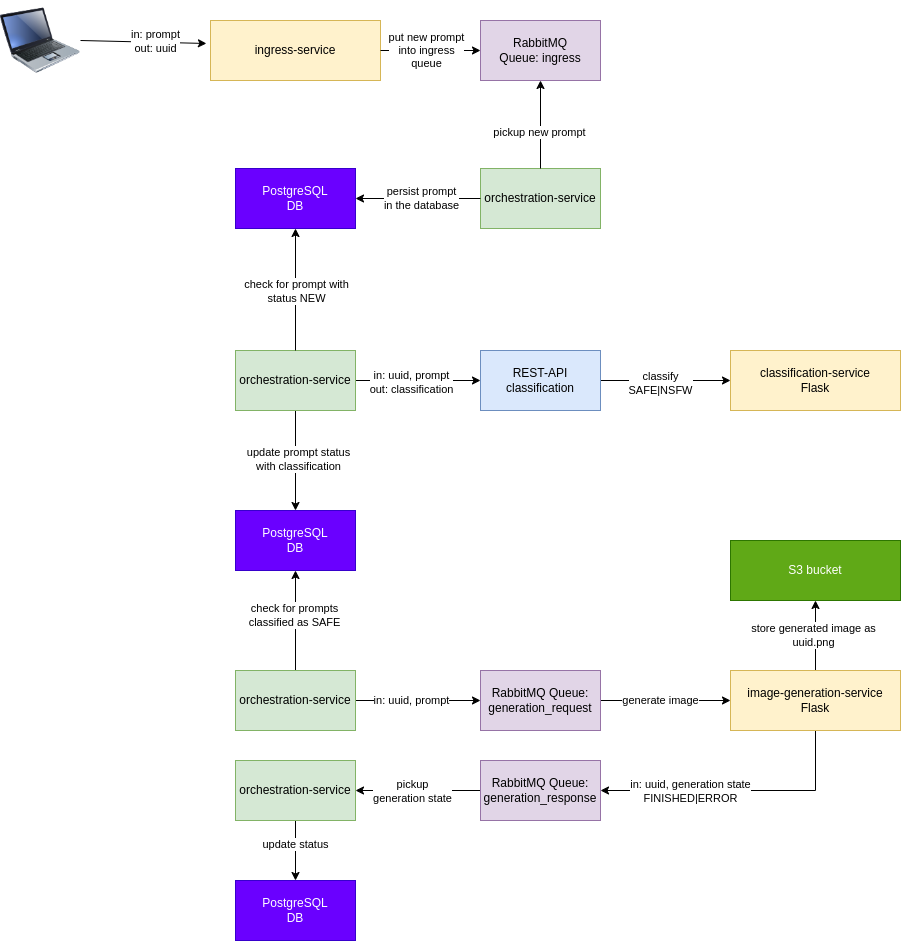 in: prompt
out: uuid
ingress-service
put new prompt
into ingress
queue
RabbitMQ
Queue: ingress
pickup new prompt
PostgreSQL
DB
persist prompt
in the database
orchestration-service
check for prompt with
status NEW
orchestration-service
in: uuid, prompt
out: classification
REST-API
classification
classify
SAFE|NSFW
classification-service
Flask
update prompt status
with classification
PostgreSQL
DB
S3 bucket
check for prompts
classified as SAFE
store generated image as
uuid.png
orchestration-service
in: uuid, prompt
RabbitMQ Queue:
generation_request
generate image
image-generation-service
Flask
orchestration-service
pickup
generation state
RabbitMQ Queue:
generation_response
in: uuid, generation state
FINISHED|ERROR
update status
PostgreSQL
DB